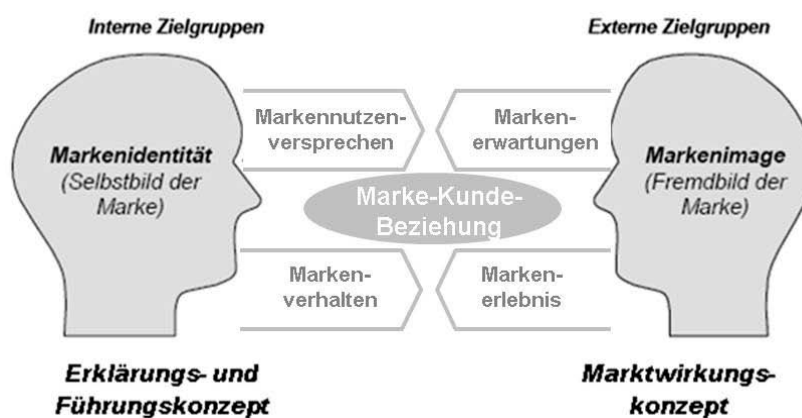 Interne Zielgruppen
Externe Zielgruppen
Markennutzen-
versprechen
Marken-
erwartungen
Markenidentität
(Selbstbild der
Marke)
Marke-Kunde-
Beziehung
Markenimage
(Fremdbild der
Marke)
Marken-
verhalten
Marken-
erlebnis
Erklärungs- und
Führungskonzept
Marktwirkungs-
konzept